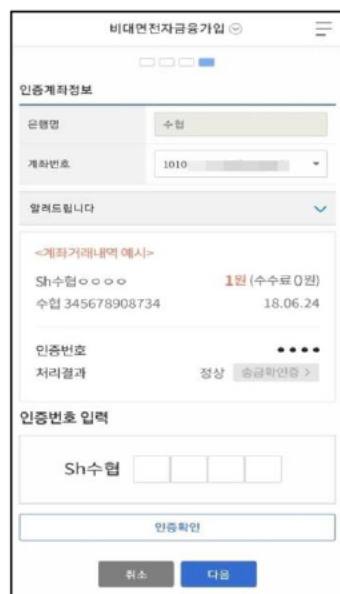 비대면전자금융가입
인증계좌정보
은행명 수협
계좌번호 1010
알려드립니다
<계좌거래내역 예시>
Sh수협ㅇㅇㅇㅇ 1원 (수수료 0원)
수협 345678908734 18.06.24
인증번호 ●●●●
처리결과 정상 송금확인증 >
인증번호 입력
Sh수협
인증확인
취소 다음